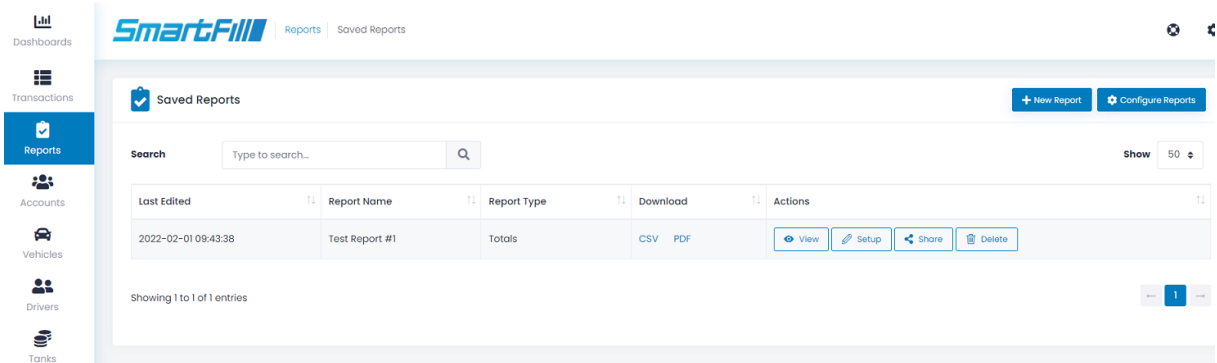 Dashboards
Transactions
Reports
Accounts
Vehicles
Drivers
Tanks
SmartFill Reports Saved Reports
Saved Reports
New Report Configure Reports
Search Type to search... Show 50
Last Edited Report Name Report Type Download Actions
2022-02-01 09:43:38 Test Report #1 Totals CSV PDF View Setup Share Delete
Showing 1 to 1 of 1 entries
← 1 →